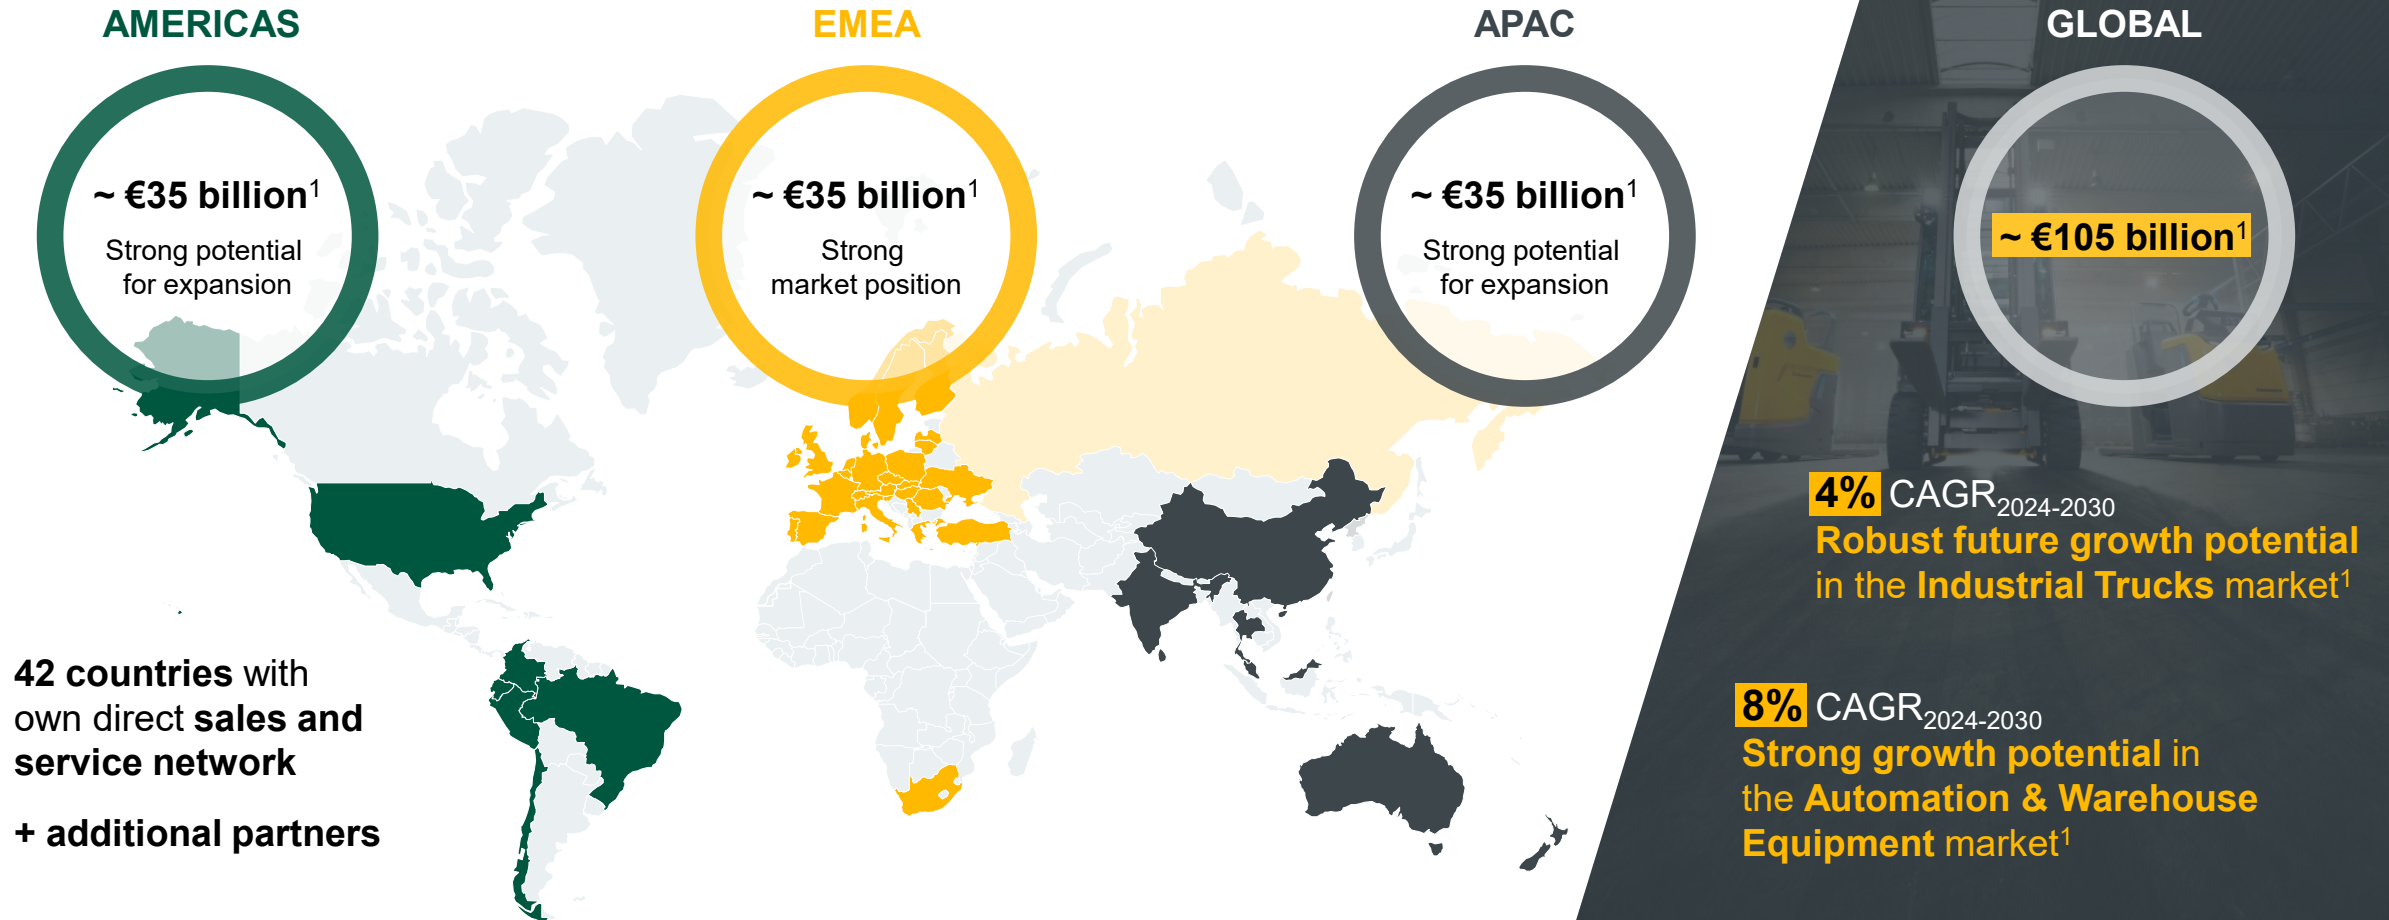 AMERICAS
~ €35 billion¹
Strong potential
for expansion
EMEA
~ €35 billion¹
Strong
market position
APAC
~ €35 billion¹
Strong potential
for expansion
GLOBAL
~ €105 billion¹
42 countries with
own direct sales and
service network
+ additional partners
4% CAGR2024-2030
Robust future growth potential
in the Industrial Trucks market¹
8% CAGR2024-2030
Strong growth potential in
the Automation & Warehouse
Equipment market¹